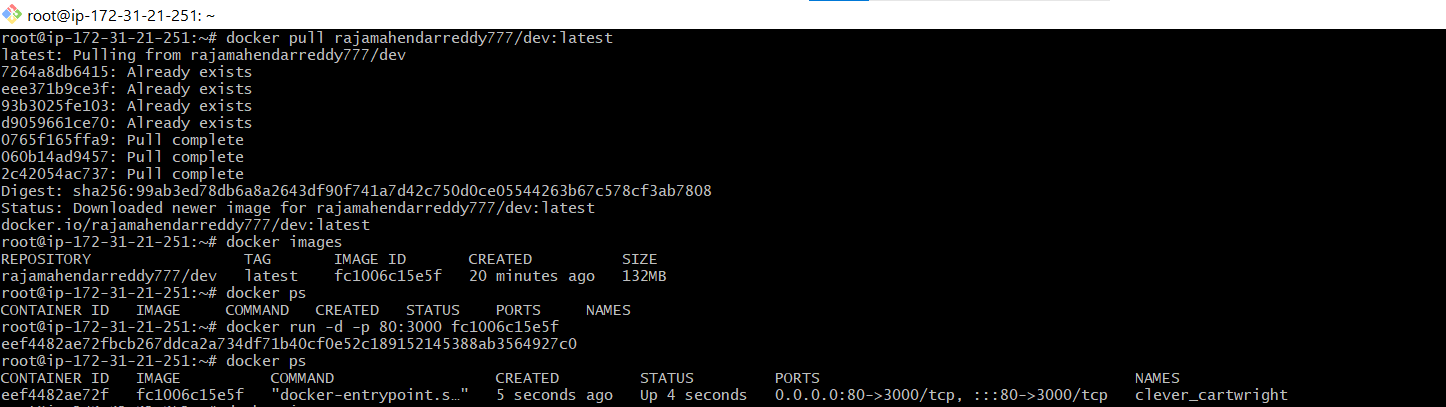 root@ip-172-31-21-251: ~
root@ip-172-31-21-251:~# docker pull rajamahendarreddy777/dev:latest
latest: Pulling from rajamahendarreddy777/dev
7264a8db6415: Already exists
eee371b9ce3f: Already exists
93b3025fe103: Already exists
d9059661ce70: Already exists
0765f165ffa9: Pull complete
060b14ad9457: Pull complete
2c42054ac737: Pull complete
Digest: sha256:99ab3ed78db6a8a2643df90f741a7d42c750d0ce05544263b67c578cf3ab7808
Status: Downloaded newer image for rajamahendarreddy777/dev:latest
docker.io/rajamahendarreddy777/dev:latest
root@ip-172-31-21-251:~# docker images
REPOSITORY                 TAG       IMAGE ID       CREATED          SIZE
rajamahendarreddy777/dev   latest    fc1006c15e5f   20 minutes ago   132MB
root@ip-172-31-21-251:~# docker ps
CONTAINER ID   IMAGE     COMMAND   CREATED   STATUS    PORTS     NAMES
root@ip-172-31-21-251:~# docker run -d -p 80:3000 fc1006c15e5f
eef4482ae72fbcb267ddca2a734df71b40cf0e52c189152145388ab3564927c0
root@ip-172-31-21-251:~# docker ps
CONTAINER ID   IMAGE          COMMAND                  CREATED         STATUS         PORTS                                   NAMES
eef4482ae72f   fc1006c15e5f   "docker-entrypoint.s…"   5 seconds ago   Up 4 seconds   0.0.0.0:80->3000/tcp, :::80->3000/tcp   clever_cartwright